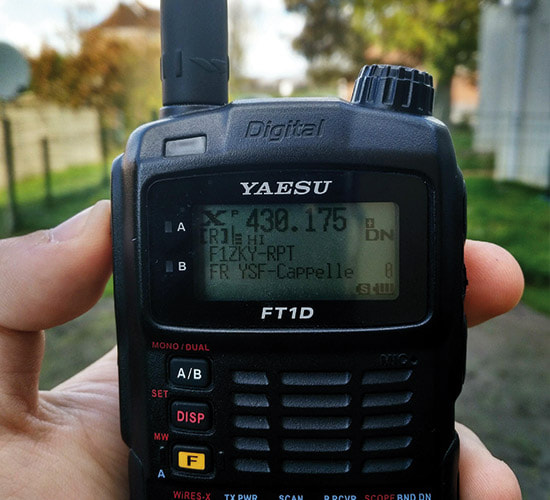 Digital
YAESU
P 430.175
A
[R] HI DN
F1ZKY-RPT
B
FR YSF-Cappelle 0
S
FT1D
MONO / DUAL
A/B
MIC
SET
DISP
MW
F
A
WiRES-X TX PWR SCAN P.RCVR SCOPE BND DN